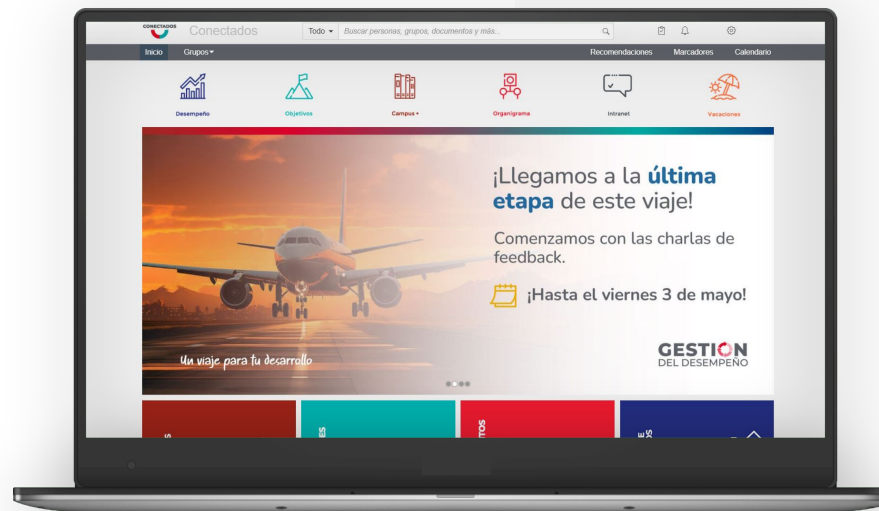 CONECTADOS
Conectados
Todo
Buscar personas, grupos, documentos y más...
Inicio
Grupos
Recomendaciones
Marcadores
Calendario
Desempeño
Objetivos
Campus +
Organigrama
Intranet
Vacaciones
¡Llegamos a la última
etapa de este viaje!
Comenzamos con las charlas de
feedback.
¡Hasta el viernes 3 de mayo!
Un viaje para tu desarrollo
GESTIÓN
DEL DESEMPEÑO